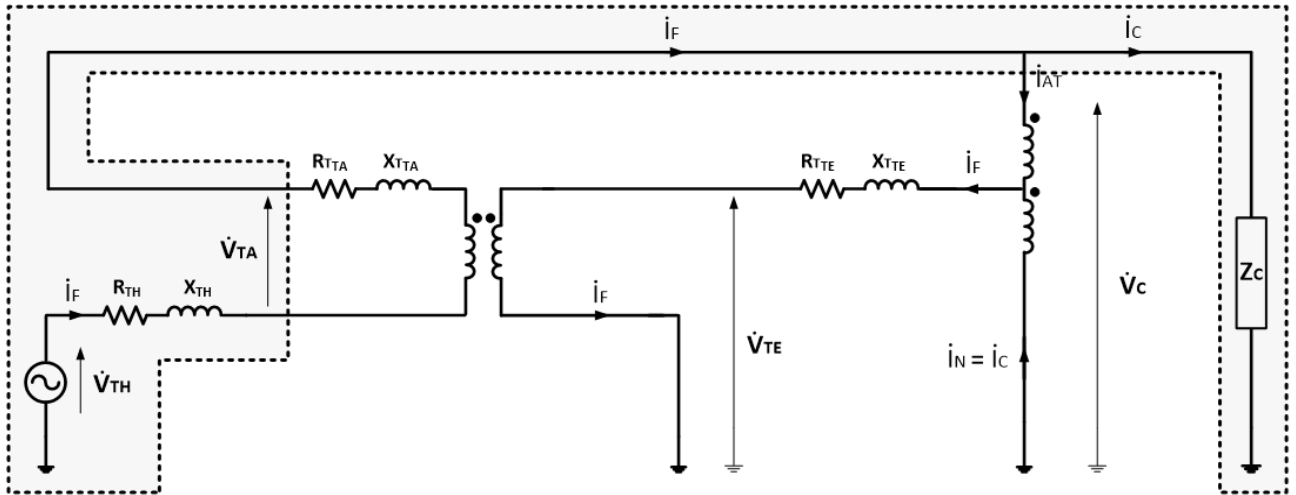 İF
İC
İAT
RTTA
XTTA
RTTE
XTTE
İF
V̇TA
İF
RTH
XTH
İF
V̇TH
V̇TE
İN = İC
V̇C
ZC